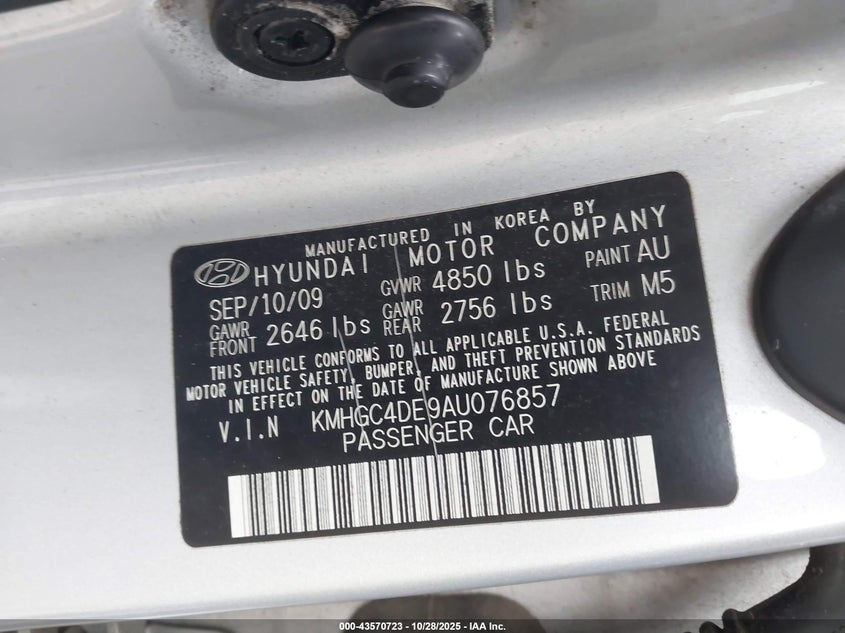 MANUFACTURED IN KOREA BY
HYUNDAI MOTOR COMPANY
SEP/10/09 GVWR 4850 lbs PAINT AU
GAWR FRONT 2646 lbs GAWR REAR 2756 lbs TRIM M5
THIS VEHICLE CONFORMS TO ALL APPLICABLE U.S.A. FEDERAL
MOTOR VEHICLE SAFETY, BUMPER, AND THEFT PREVENTION STANDARDS
IN EFFECT ON THE DATE OF MANUFACTURE SHOWN ABOVE
V.I.N KMHGC4DE9AU076857
PASSENGER CAR
000-43570723 | 10/28/2025 - IAA Inc.